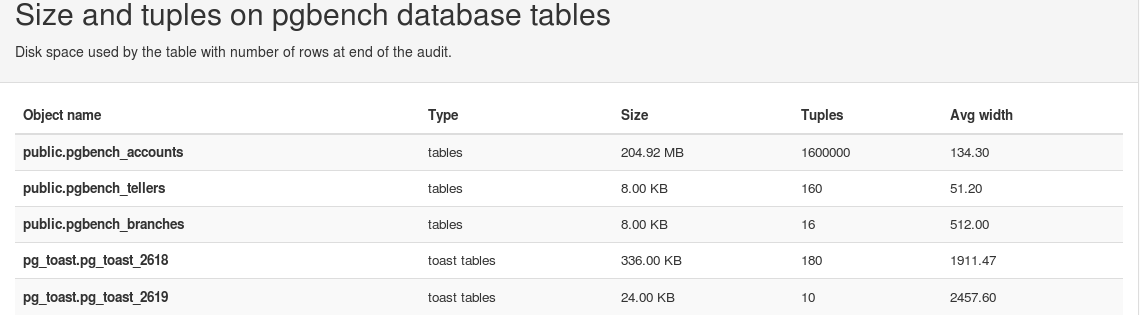 Size and tuples on pgbench database tables
Disk space used by the table with number of rows at end of the audit.
Object name Type Size Tuples Avg width
public.pgbench_accounts tables 204.92 MB 1600000 134.30
public.pgbench_tellers tables 8.00 KB 160 51.20
public.pgbench_branches tables 8.00 KB 16 512.00
pg_toast.pg_toast_2618 toast tables 336.00 KB 180 1911.47
pg_toast.pg_toast_2619 toast tables 24.00 KB 10 2457.60